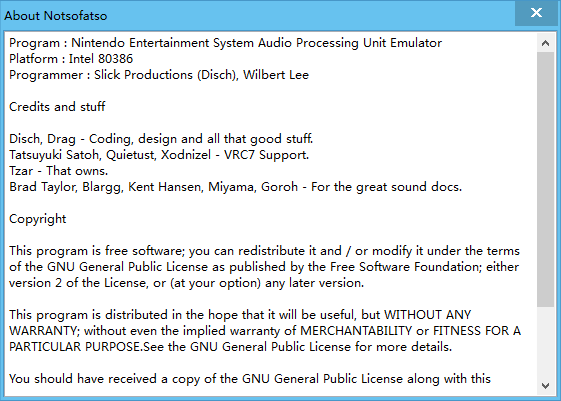 About Notsofatso
Program : Nintendo Entertainment System Audio Processing Unit Emulator
Platform : Intel 80386
Programmer : Slick Productions (Disch), Wilbert Lee
Credits and stuff
Disch, Drag - Coding, design and all that good stuff.
Tatsuyuki Satoh, Quietust, Xodnizel - VRC7 Support.
Tzar - That owns.
Brad Taylor, Blargg, Kent Hansen, Miyama, Goroh - For the great sound docs.
Copyright
This program is free software; you can redistribute it and / or modify it under the terms
of the GNU General Public License as published by the Free Software Foundation; either
version 2 of the License, or (at your option) any later version.
This program is distributed in the hope that it will be useful, but WITHOUT ANY
WARRANTY; without even the implied warranty of MERCHANTABILITY or FITNESS FOR A
PARTICULAR PURPOSE.See the GNU General Public License for more details.
You should have received a copy of the GNU General Public License along with this